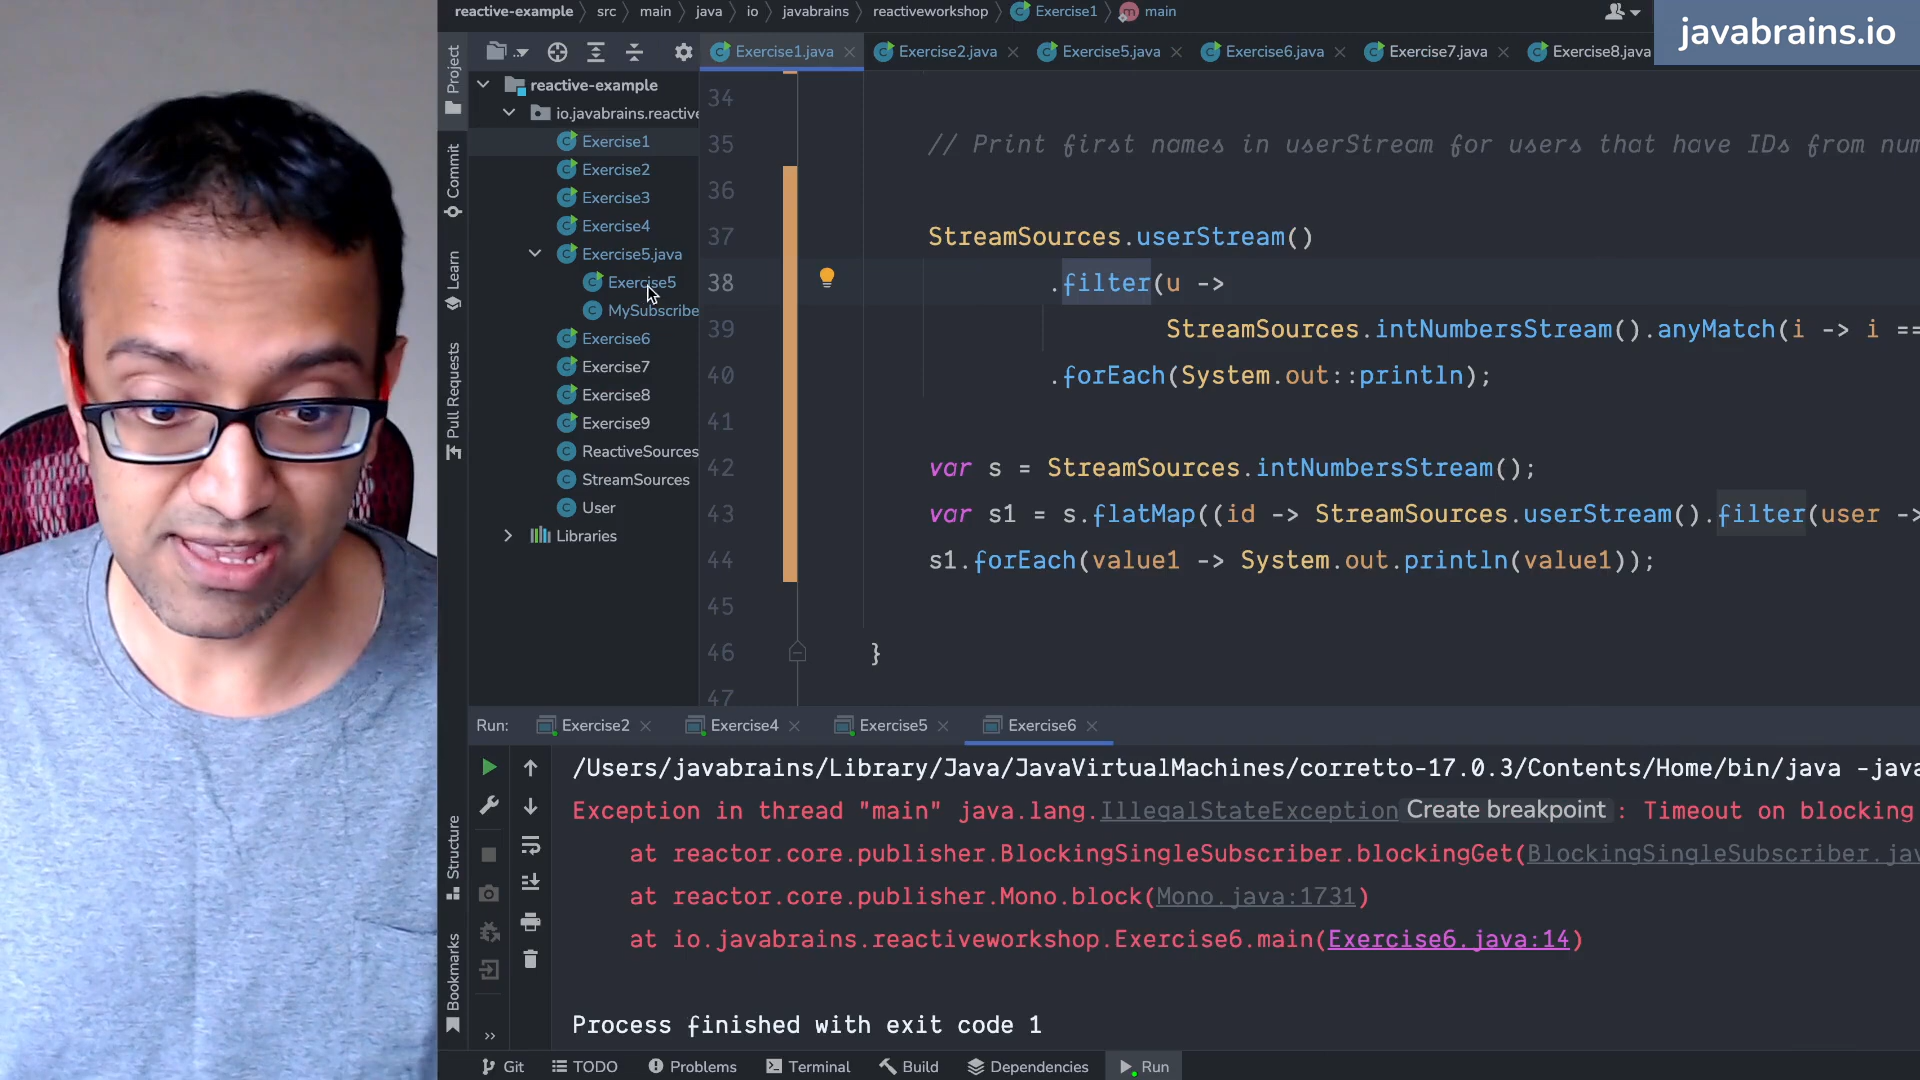 reactive-example > src > main > java > io > javabrains > reactiveworkshop > Exercise1 > main
javabrains.io
Exercise1.java
Exercise2.java
Exercise5.java
Exercise6.java
Exercise7.java
Exercise8.java
Project
Commit
Learn
Pull Requests
Structure
Bookmarks
reactive-example
io.javabrains.reactive
Exercise1
Exercise2
Exercise3
Exercise4
Exercise5.java
Exercise5
MySubscribe
Exercise6
Exercise7
Exercise8
Exercise9
ReactiveSources
StreamSources
User
Libraries
34
35 // Print first names in userStream for users that have IDs from num
36
37 StreamSources.userStream()
38 .filter(u ->
39 StreamSources.intNumbersStream().anyMatch(i -> i ==
40 .forEach(System.out::println);
41
42 var s = StreamSources.intNumbersStream();
43 var s1 = s.flatMap((id -> StreamSources.userStream().filter(user ->
44 s1.forEach(value1 -> System.out.println(value1));
45
46 }
47
Run: Exercise2 Exercise4 Exercise5 Exercise6
/Users/javabrains/Library/Java/JavaVirtualMachines/corretto-17.0.3/Contents/Home/bin/java -java
Exception in thread "main" java.lang.IllegalStateException Create breakpoint : Timeout on blocking
at reactor.core.publisher.BlockingSingleSubscriber.blockingGet(BlockingSingleSubscriber.jav
at reactor.core.publisher.Mono.block(Mono.java:1731)
at io.javabrains.reactiveworkshop.Exercise6.main(Exercise6.java:14)
Process finished with exit code 1
Git TODO Problems Terminal Build Dependencies Run